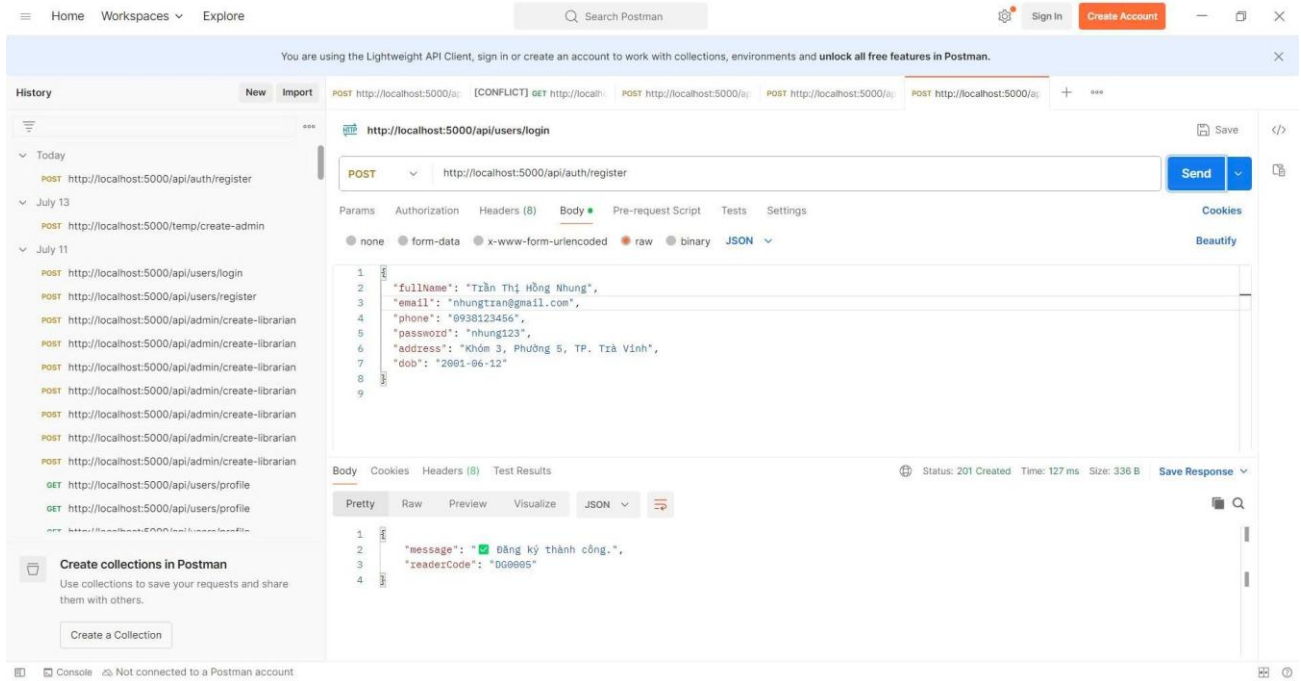 Home Workspaces Explore
Search Postman
Sign In Create Account
You are using the Lightweight API Client, sign in or create an account to work with collections, environments and unlock all free features in Postman.
History New Import
POST http://localhost:5000/ap [CONFLICT] GET http://localh POST http://localhost:5000/ap POST http://localhost:5000/ap POST http://localhost:5000/ap
HTTP http://localhost:5000/api/users/login Save
Today
POST http://localhost:5000/api/auth/register
July 13
POST http://localhost:5000/temp/create-admin
July 11
POST http://localhost:5000/api/users/login
POST http://localhost:5000/api/users/register
POST http://localhost:5000/api/admin/create-librarian
POST http://localhost:5000/api/admin/create-librarian
POST http://localhost:5000/api/admin/create-librarian
POST http://localhost:5000/api/admin/create-librarian
POST http://localhost:5000/api/admin/create-librarian
POST http://localhost:5000/api/admin/create-librarian
POST http://localhost:5000/api/admin/create-librarian
GET http://localhost:5000/api/users/profile
GET http://localhost:5000/api/users/profile
GET http://localhost:5000/api/users/profile
Create collections in Postman
Use collections to save your requests and share
them with others.
Create a Collection
POST http://localhost:5000/api/auth/register Send
Params Authorization Headers (8) Body Pre-request Script Tests Settings Cookies
none form-data x-www-form-urlencoded raw binary JSON Beautify
1 {
2 "fullName": "Trần Thị Hồng Nhung",
3 "email": "nhungtran@gmail.com",
4 "phone": "0938123456",
5 "password": "nhung123",
6 "address": "Khóm 3, Phường 5, TP. Trà Vinh",
7 "dob": "2001-06-12"
8 }
9
Body Cookies Headers (8) Test Results Status: 201 Created Time: 127 ms Size: 336 B Save Response
Pretty Raw Preview Visualize JSON
1 {
2 "message": "✅ Đăng ký thành công.",
3 "readerCode": "DG0005"
4 }
Console Not connected to a Postman account